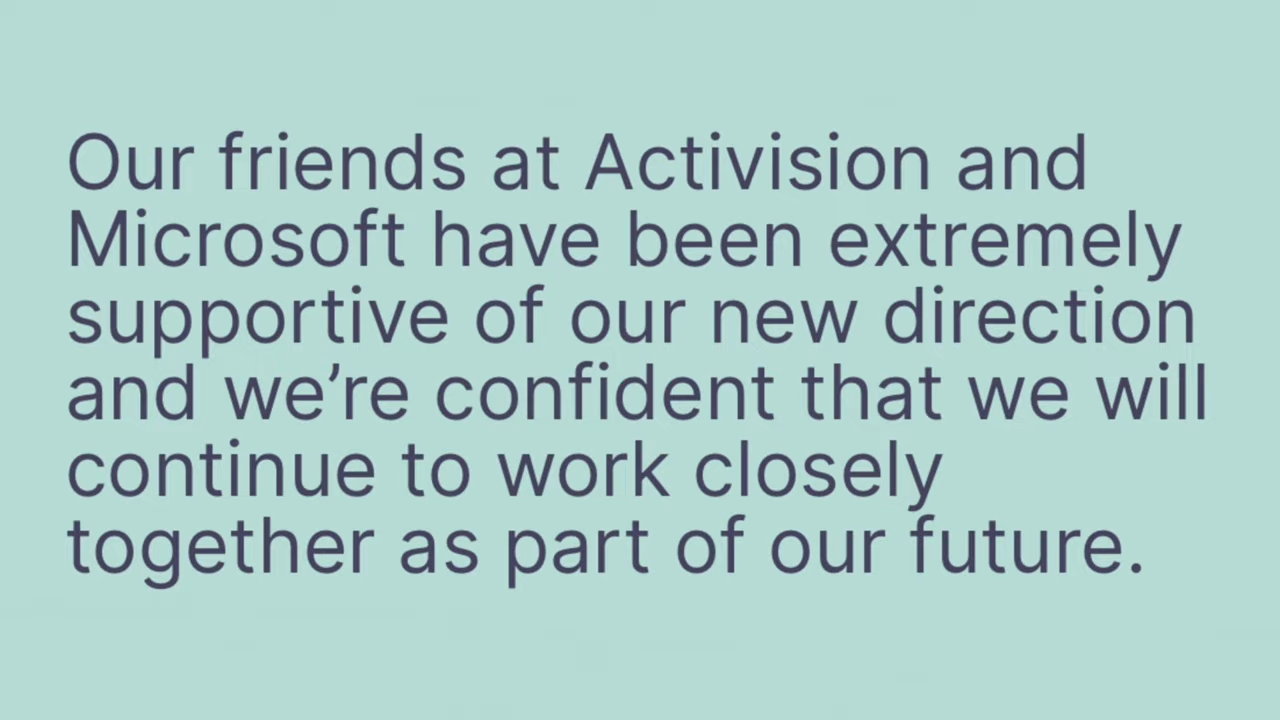 Our friends at Activision and
Microsoft have been extremely
supportive of our new direction
and we’re confident that we will
continue to work closely
together as part of our future.